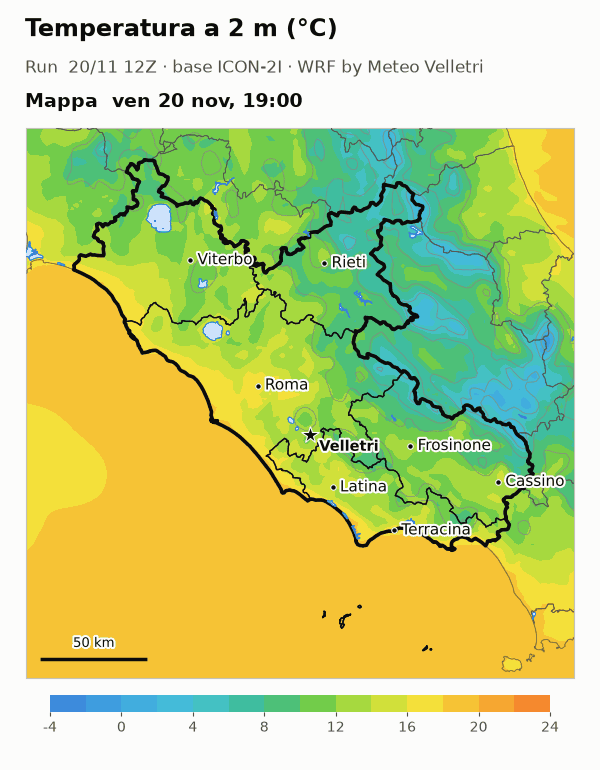 Temperatura a 2 m (°C)
Run  20/11 12Z · base ICON-2I · WRF by Meteo Velletri
Mappa  ven 20 nov, 19:00
Viterbo
Rieti
Roma
Velletri
Frosinone
Cassino
Latina
Terracina
50 km
-4 0 4 8 12 16 20 24